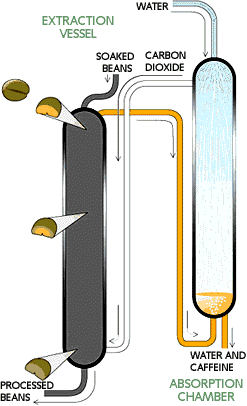 WATER
EXTRACTION
VESSEL
SOAKED
BEANS
CARBON
DIOXIDE
PROCESSED
BEANS
WATER AND
CAFFEINE
ABSORPTION
CHAMBER